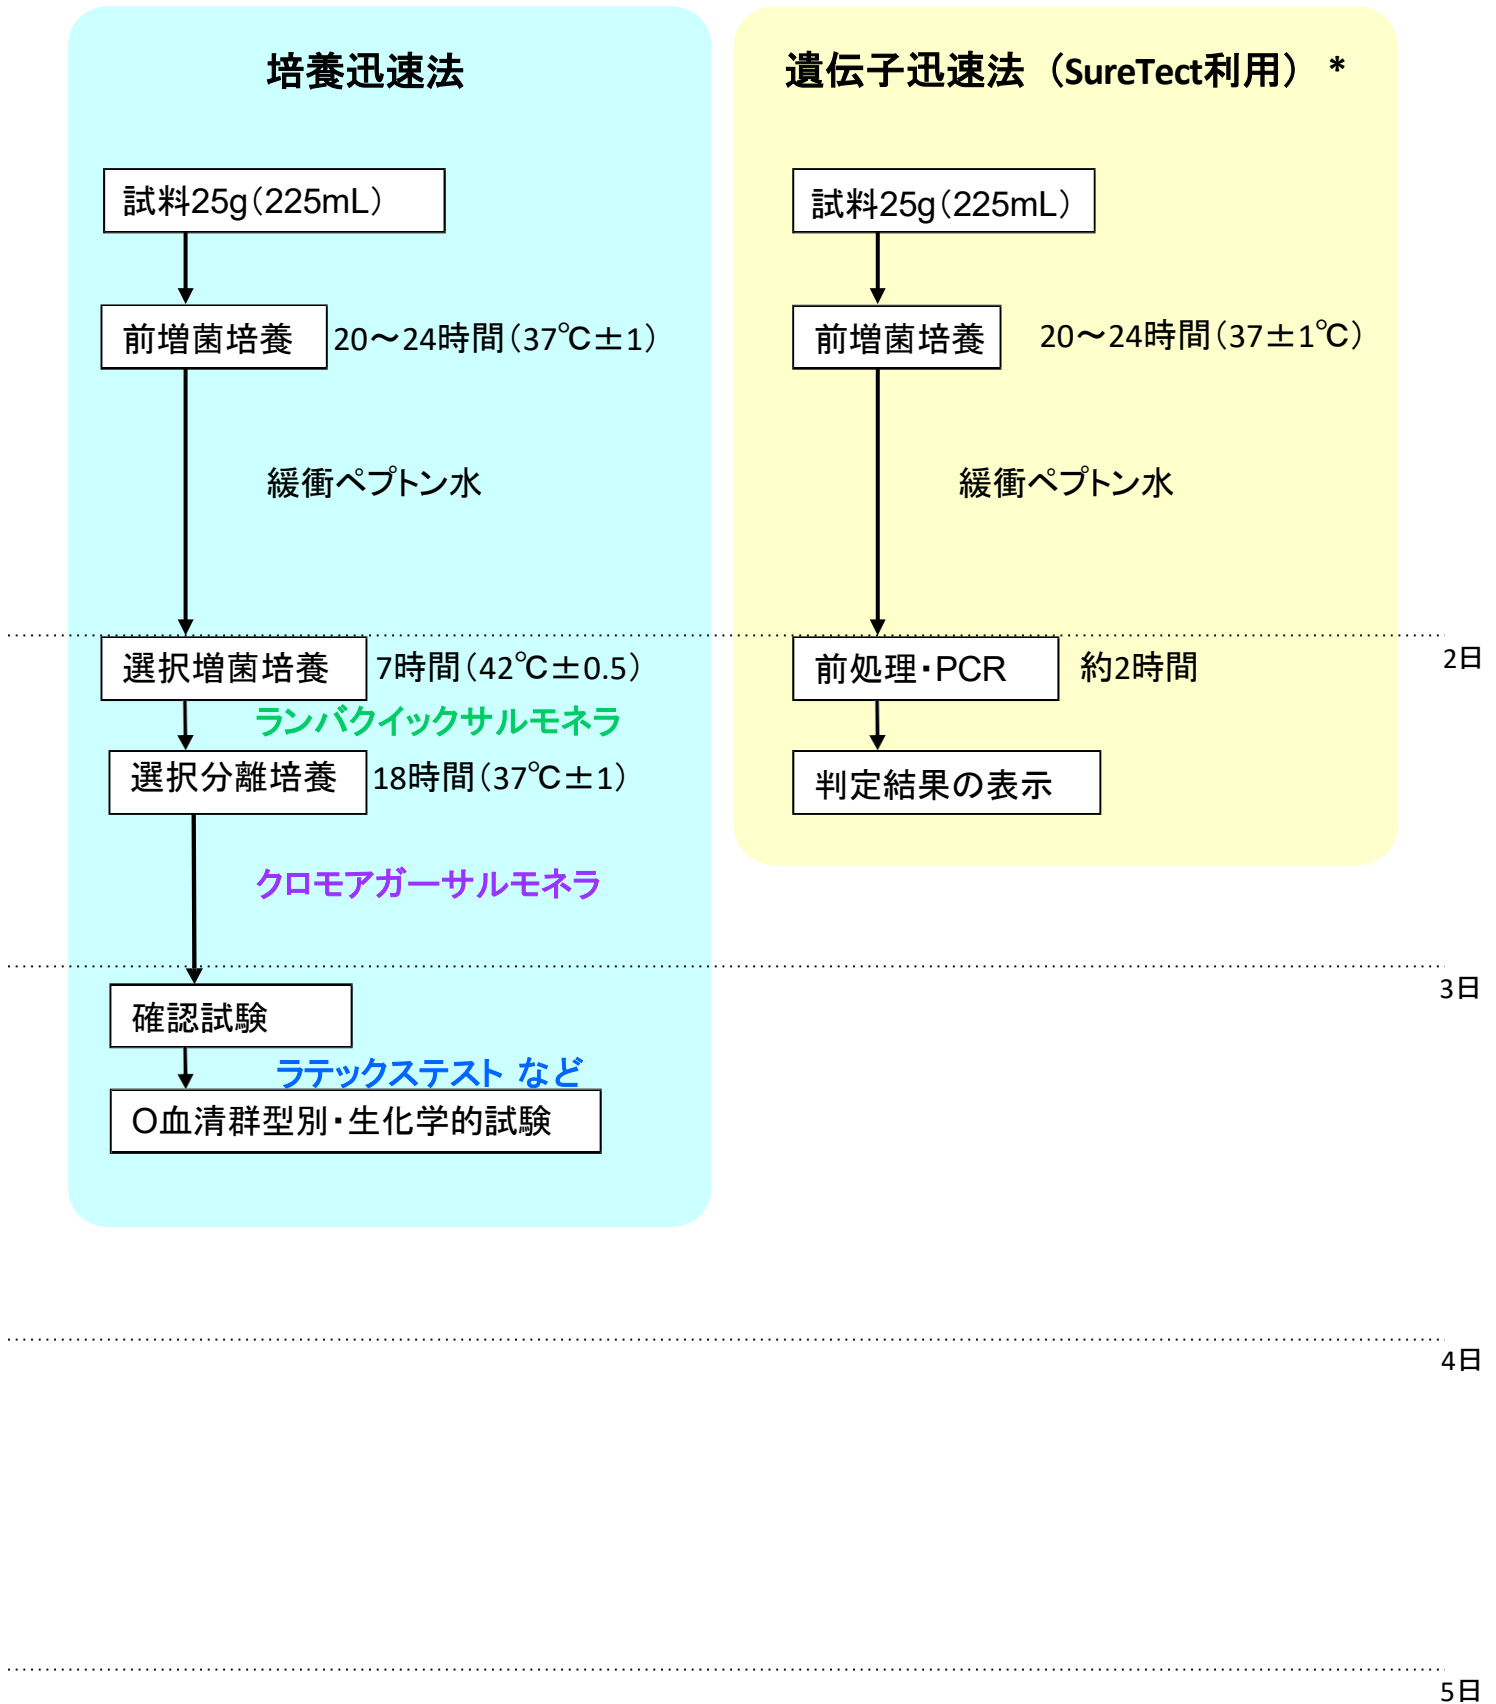 培養迅速法
試料25g（225mL）
前増菌培養
20～24時間（37℃±1）
緩衝ペプトン水
選択増菌培養
7時間（42℃±0.5）
ランバクイックサルモネラ
選択分離培養
18時間（37℃±1）
クロモアガーサルモネラ
確認試験
ラテックステスト など
O血清群型別・生化学的試験
遺伝子迅速法（SureTect利用） *
試料25g（225mL）
前増菌培養
20～24時間（37±1℃）
緩衝ペプトン水
前処理・PCR
約2時間
判定結果の表示
2日
3日
4日
5日